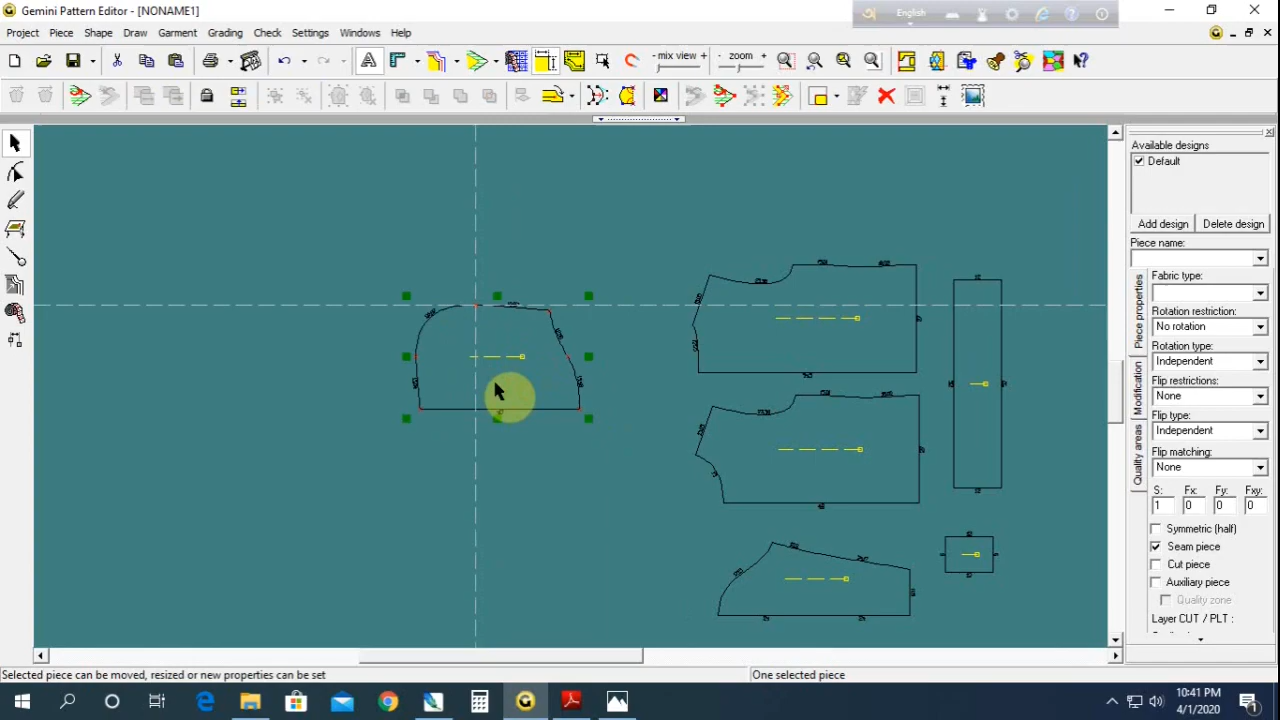 Gemini Pattern Editor - [NONAME1]
English
Project Piece Shape Draw Garment Grading Check Settings Windows Help
mix view
zoom
Available designs
Default
Add design Delete design
Piece name:
Fabric type:
Rotation restriction:
No rotation
Rotation type:
Independent
Flip restrictions:
None
Flip type:
Independent
Flip matching:
None
S: Fx: Fy: Fxy:
1 0 0 0
Symmetric (half)
Seam piece
Cut piece
Auxiliary piece
Quality zone
Layer CUT / PLT :
Piece properties
Modification
Quality areas
Selected piece can be moved, resized or new properties can be set
One selected piece
10:41 PM
4/1/2020